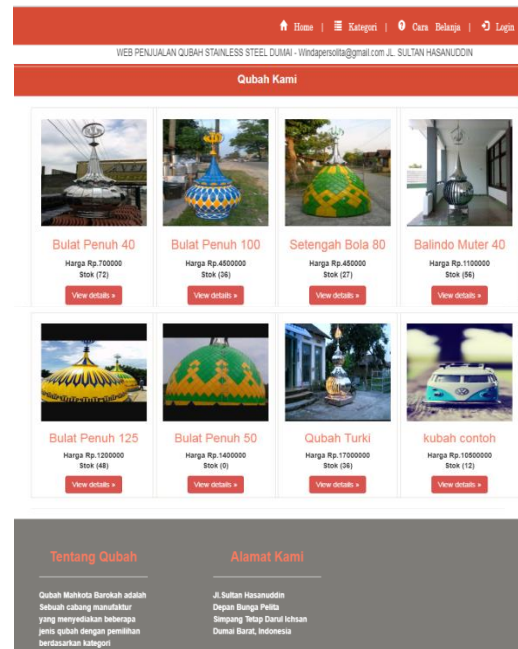 Home | Kategori | Cara Belanja | Login
WEB PENJUALAN QUBAH STAINLESS STEEL DUMAI - Windapersolita@gmail.com JL. SULTAN HASANUDDIN
Qubah Kami
Bulat Penuh 40
Harga Rp.700000
Stok (72)
View details »
Bulat Penuh 100
Harga Rp.4500000
Stok (36)
View details »
Setengah Bola 80
Harga Rp.450000
Stok (27)
View details »
Balindo Muter 40
Harga Rp.1100000
Stok (56)
View details »
Bulat Penuh 125
Harga Rp.1200000
Stok (48)
View details »
Bulat Penuh 50
Harga Rp.1400000
Stok (0)
View details »
Qubah Turki
Harga Rp.17000000
Stok (36)
View details »
kubah contoh
Harga Rp.10500000
Stok (12)
View details »
Tentang Qubah
Qubah Mahkota Barokah adalah
Sebuah cabang manufaktur
yang menyediakan beberapa
jenis qubah dengan pemilihan
berdasarkan kategori
Alamat Kami
Jl.Sultan Hasanuddin
Depan Bunga Pelita
Simpang Tetap Darul Ichsan
Dumai Barat, Indonesia